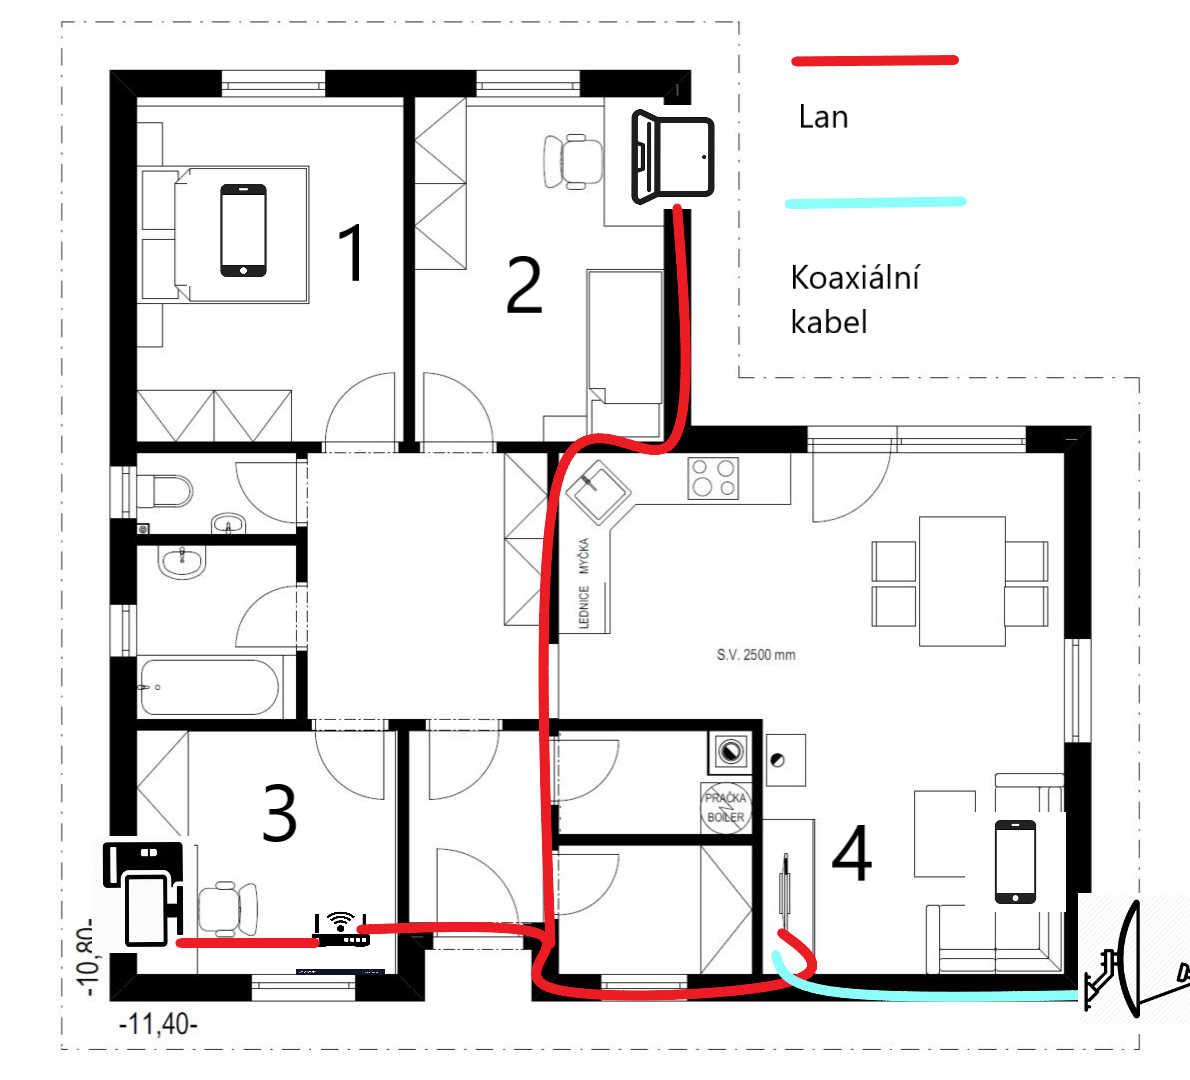 Lan
Koaxiální
kabel
1
2
LEDNICE MYČKA
S.V. 2500 mm
3
PRAČKA
BOILER
4
-10,80-
-11,40-